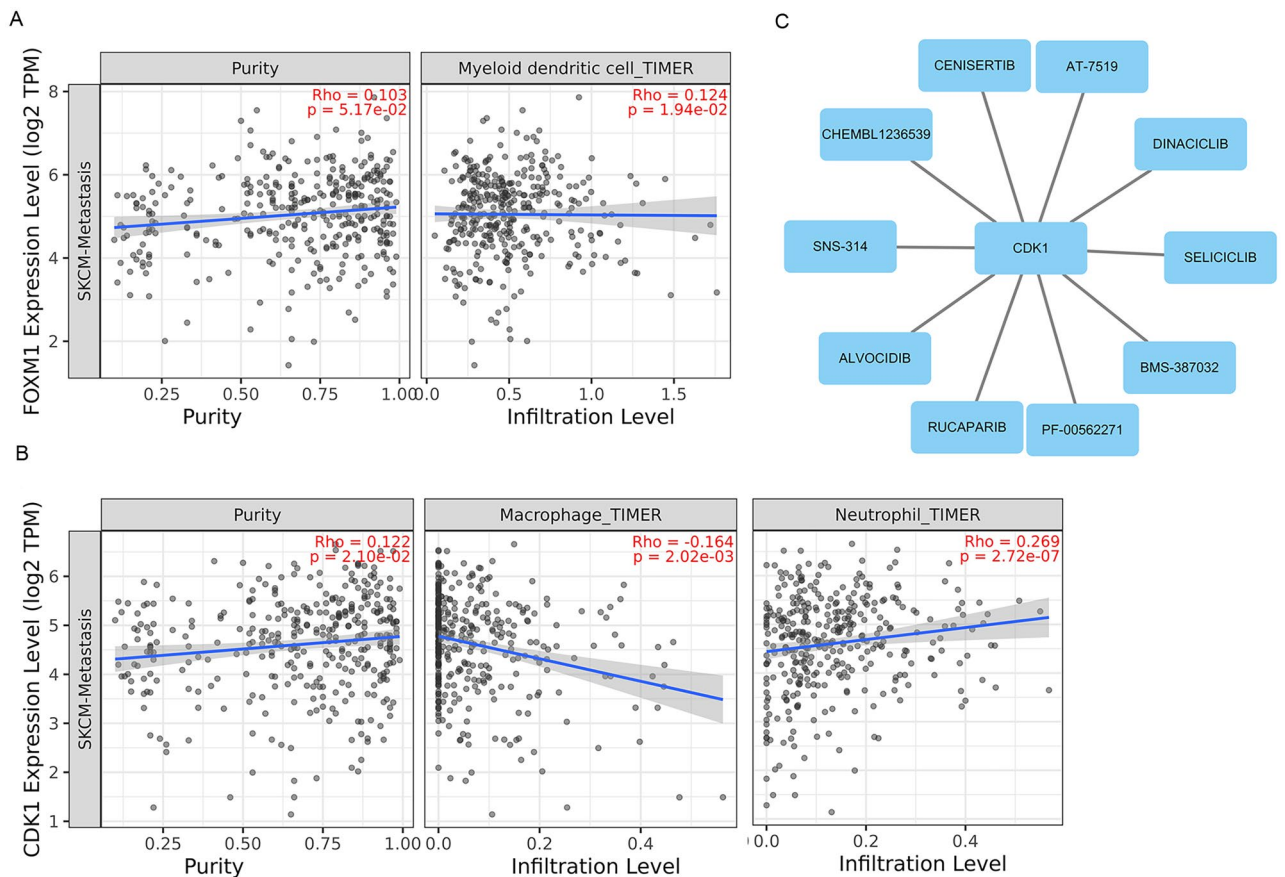 A
FOXM1 Expression Level (log2 TPM)
SKCM-Metastasis
Purity
Rho = 0.103
p = 5.17e-02
Myeloid dendritic cell_TIMER
Rho = 0.124
p = 1.94e-02
8
6
4
2
0.25
0.50
0.75
1.00
0.0
0.5
1.0
1.5
Purity
Infiltration Level
B
CDK1 Expression Level (log2 TPM)
SKCM-Metastasis
Purity
Rho = 0.122
p = 2.10e-02
Macrophage_TIMER
Rho = -0.164
p = 2.02e-03
Neutrophil_TIMER
Rho = 0.269
p = 2.72e-07
6
5
4
3
2
1
0.25
0.50
0.75
1.00
0.0
0.2
0.4
0.0
0.2
0.4
Purity
Infiltration Level
Infiltration Level
C
CENISERTIB
AT-7519
CHEMBL1236539
DINACICLIB
SNS-314
CDK1
SELICICLIB
ALVOCIDIB
BMS-387032
RUCAPARIB
PF-00562271